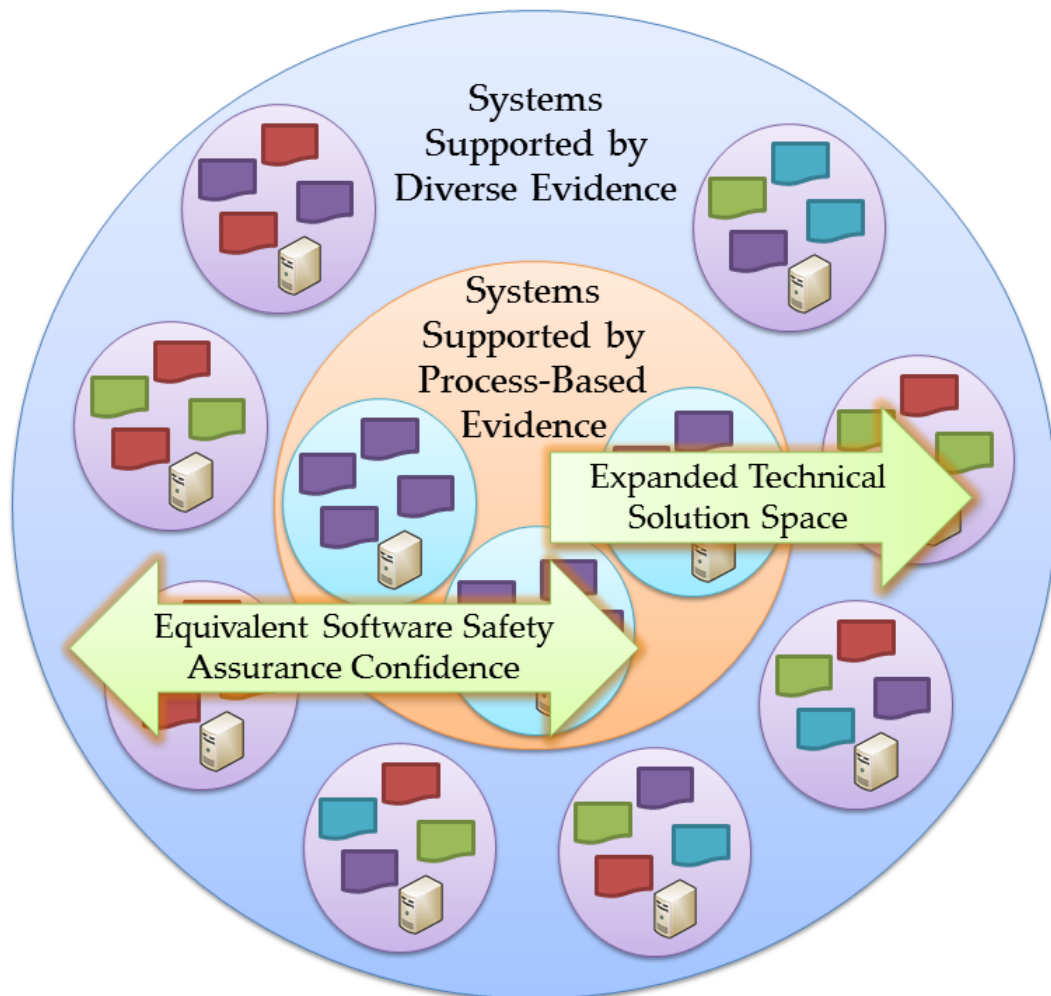 Systems
Supported by
Diverse Evidence
Systems
Supported by
Process-Based
Evidence
Expanded Technical
Solution Space
Equivalent Software Safety
Assurance Confidence